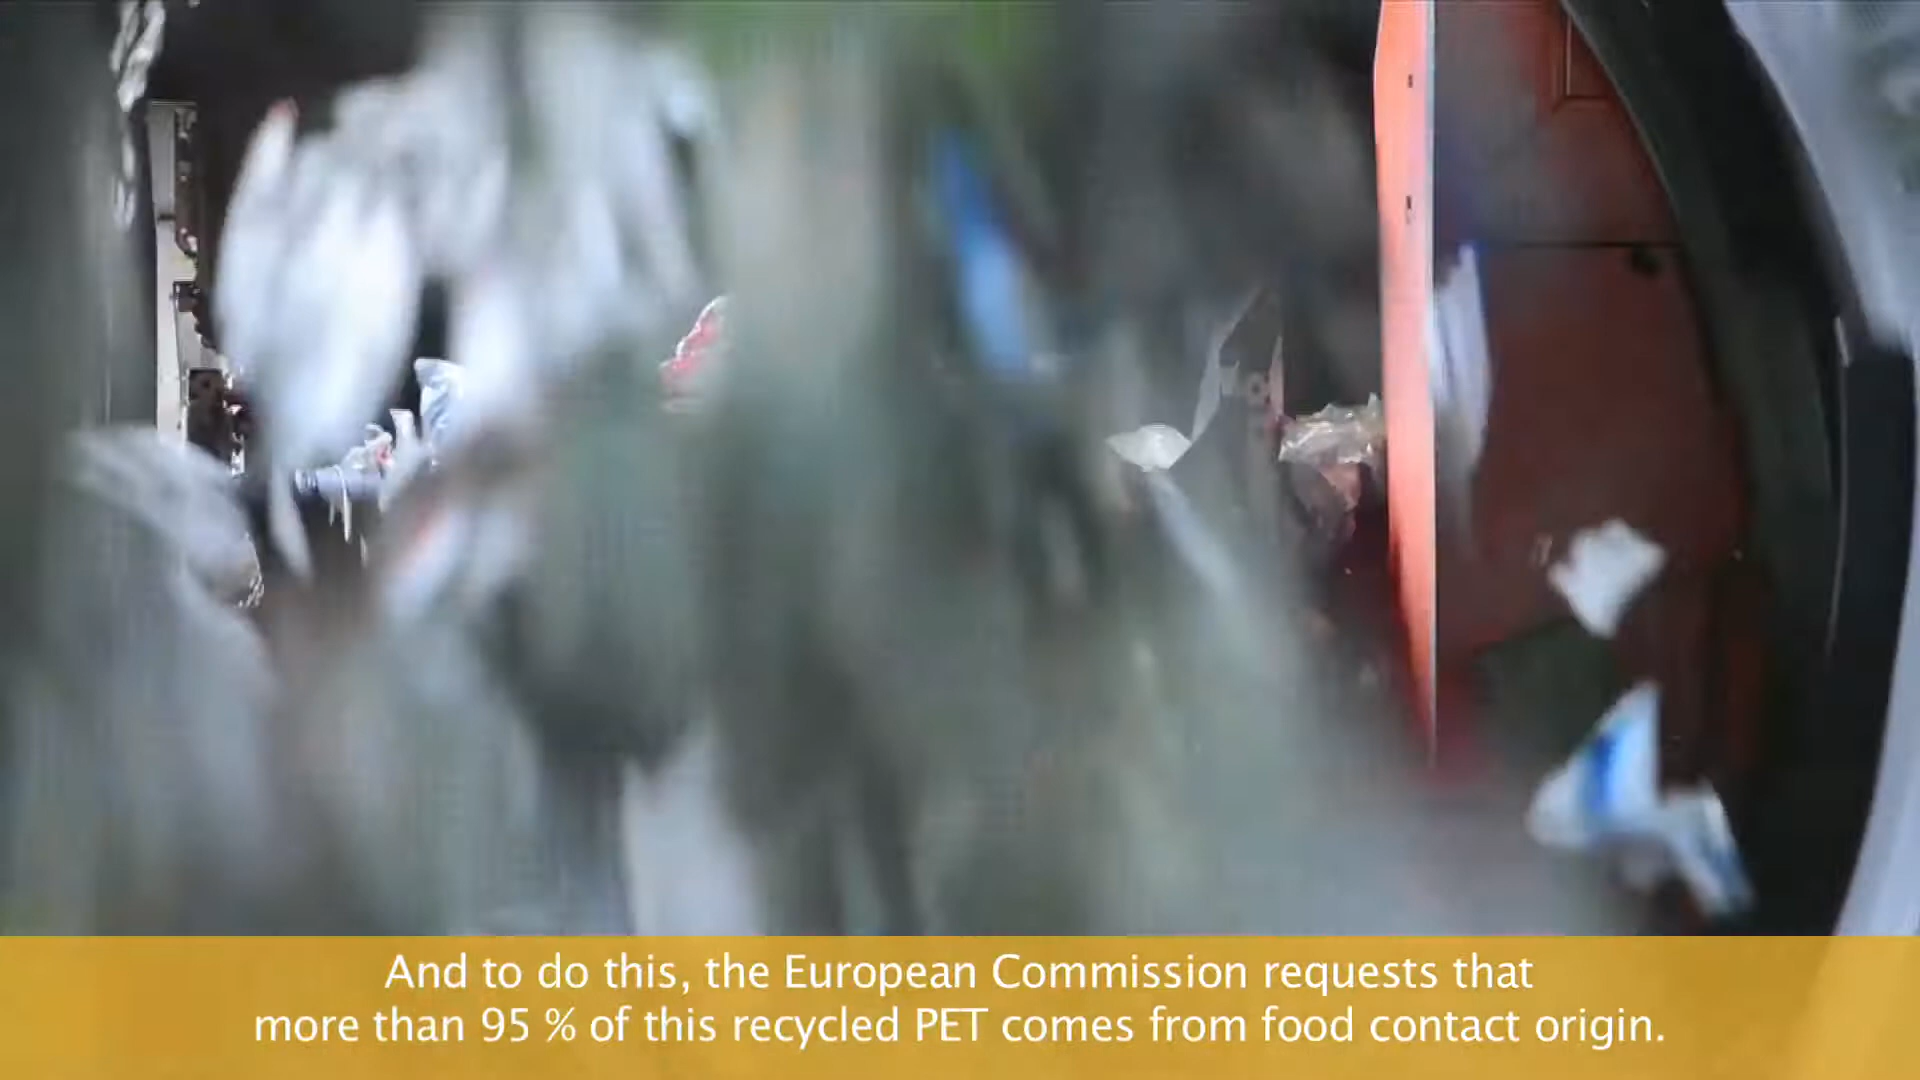 And to do this, the European Commission requests that
more than 95 % of this recycled PET comes from food contact origin.